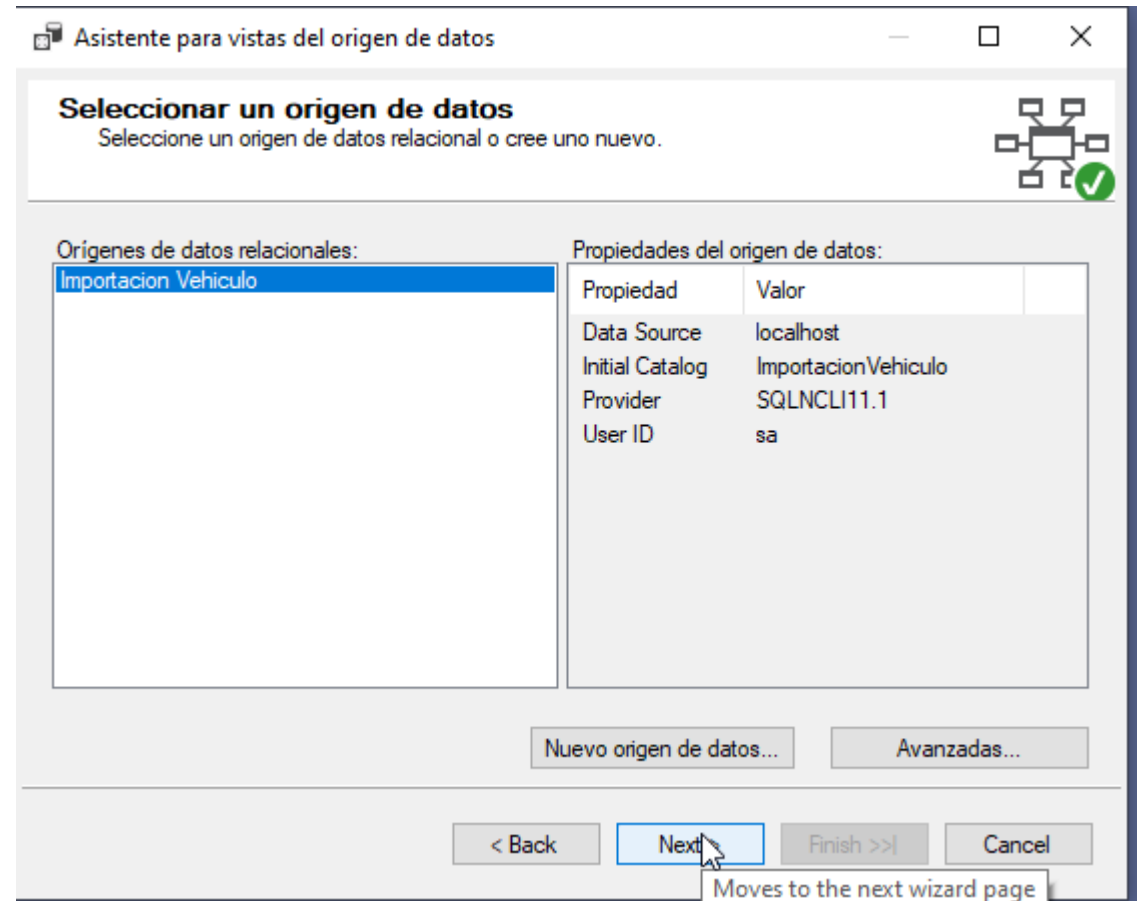 Asistente para vistas del origen de datos
Seleccionar un origen de datos
Seleccione un origen de datos relacional o cree uno nuevo.
Orígenes de datos relacionales:
Importacion Vehiculo
Propiedades del origen de datos:
Propiedad Valor
Data Source localhost
Initial Catalog ImportacionVehiculo
Provider SQLNCLI11.1
User ID sa
Nuevo origen de datos...
Avanzadas...
< Back
Next
Finish >>|
Cancel
Moves to the next wizard page